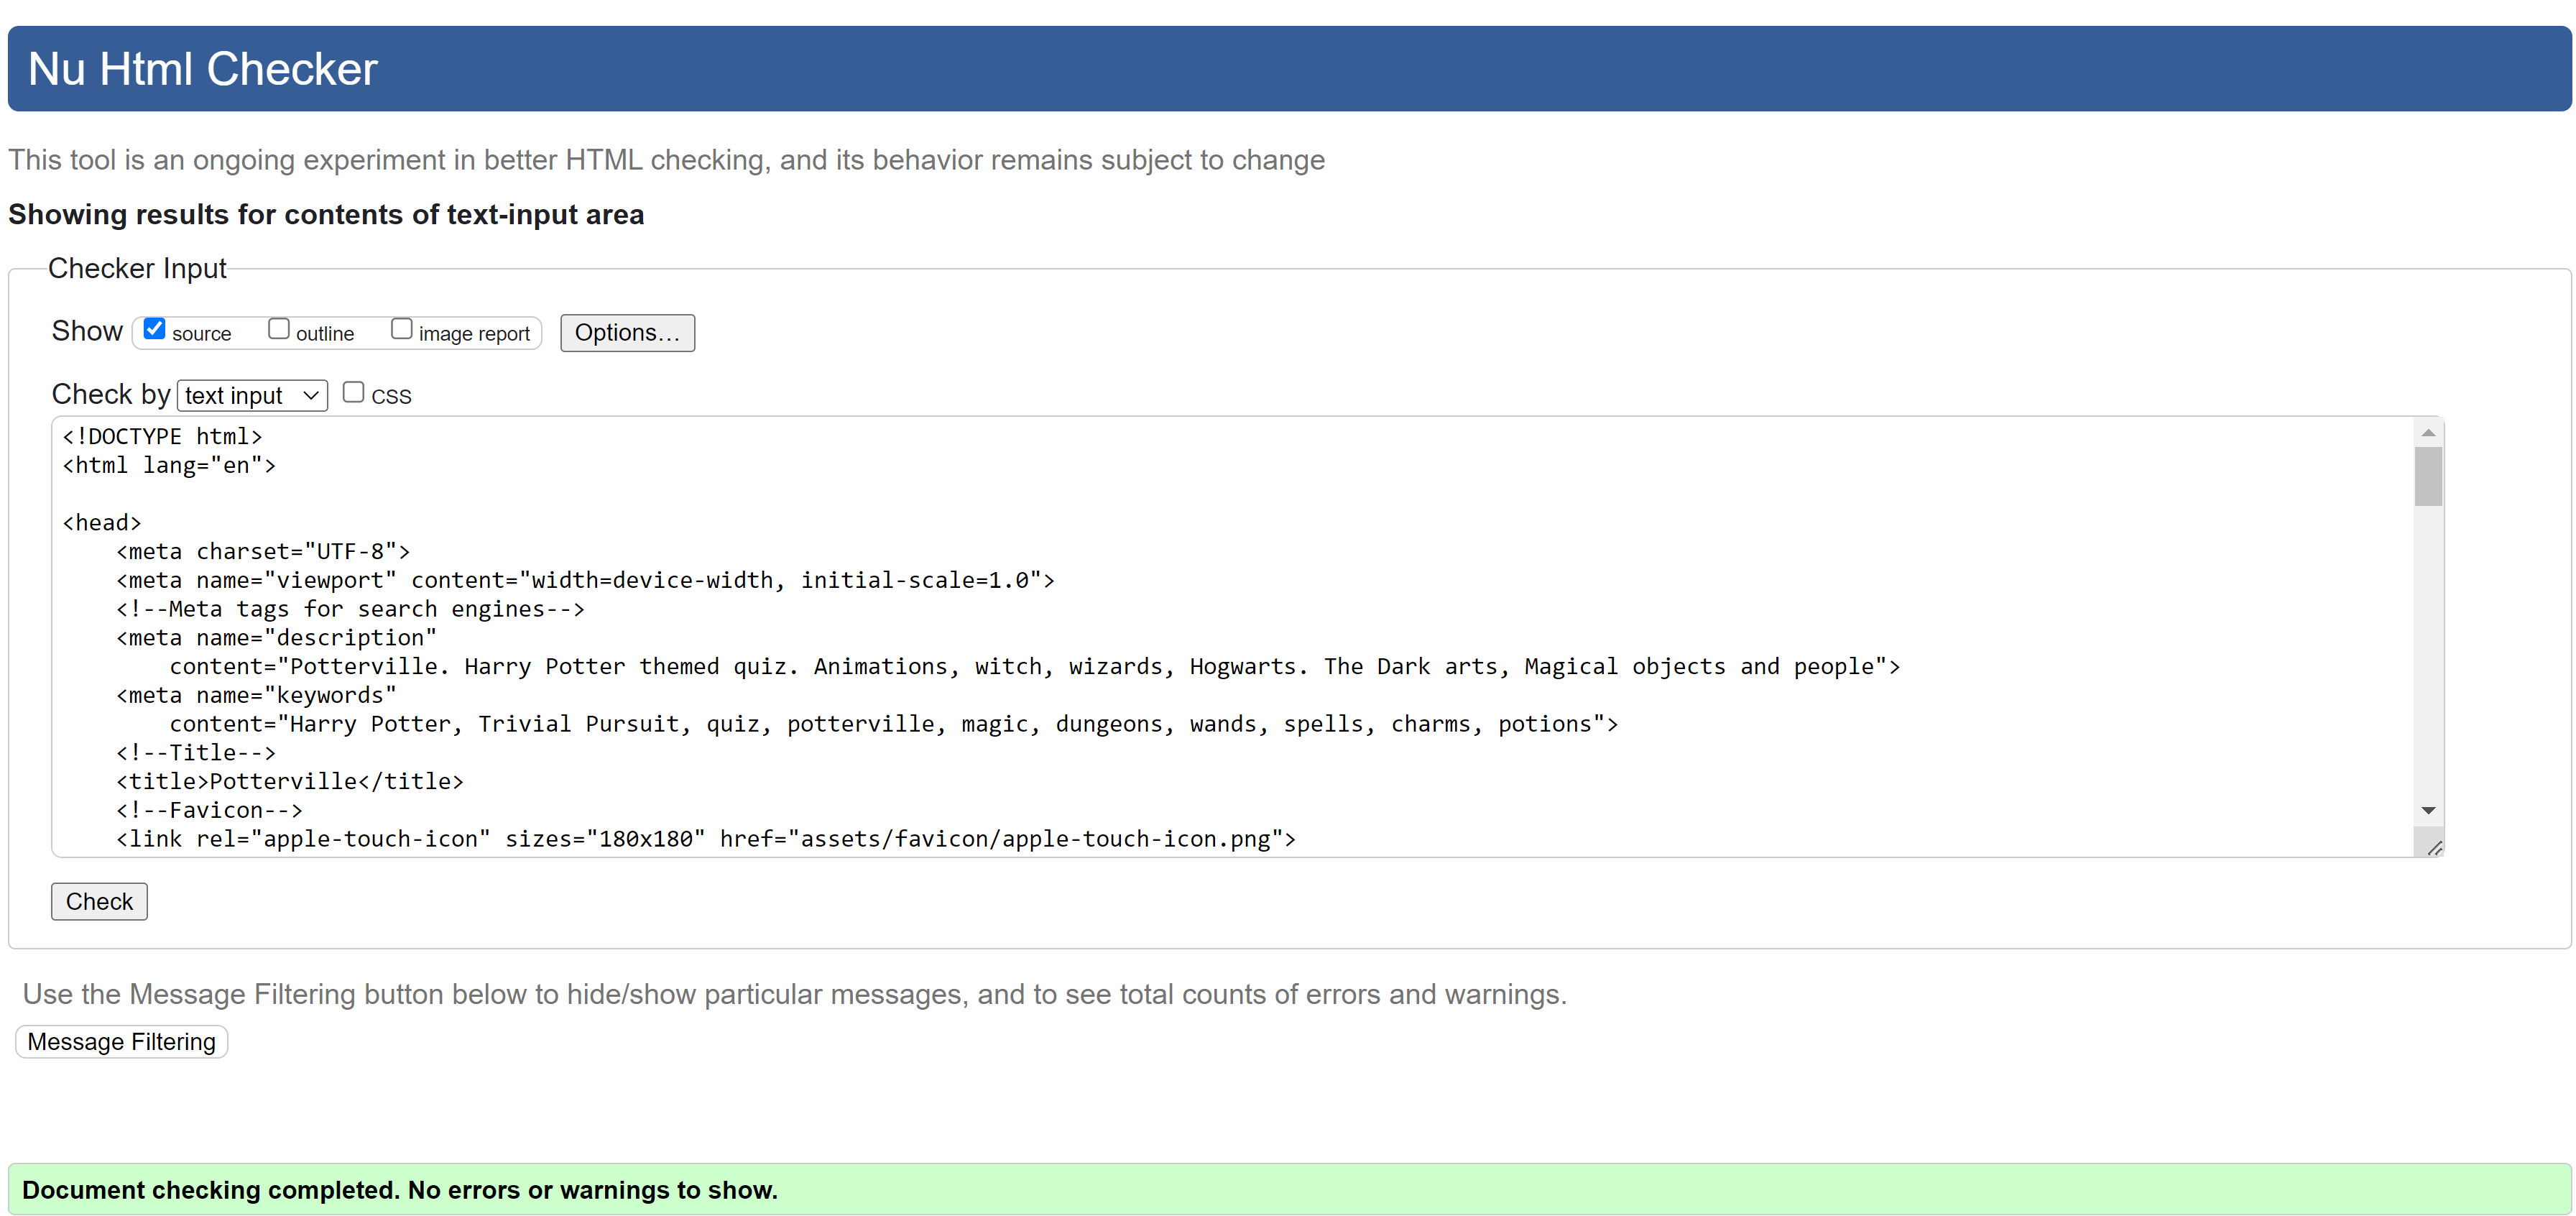 Nu Html Checker
This tool is an ongoing experiment in better HTML checking, and its behavior remains subject to change
Showing results for contents of text-input area
Checker Input
Show source outline image report Options…
Check by text input CSS
<!DOCTYPE html>
<html lang="en">
<head>
    <meta charset="UTF-8">
    <meta name="viewport" content="width=device-width, initial-scale=1.0">
    <!--Meta tags for search engines-->
    <meta name="description"
        content="Potterville. Harry Potter themed quiz. Animations, witch, wizards, Hogwarts. The Dark arts, Magical objects and people">
    <meta name="keywords"
        content="Harry Potter, Trivial Pursuit, quiz, potterville, magic, dungeons, wands, spells, charms, potions">
    <!--Title-->
    <title>Potterville</title>
    <!--Favicon-->
    <link rel="apple-touch-icon" sizes="180x180" href="assets/favicon/apple-touch-icon.png">
Check
Use the Message Filtering button below to hide/show particular messages, and to see total counts of errors and warnings.
Message Filtering
Document checking completed. No errors or warnings to show.